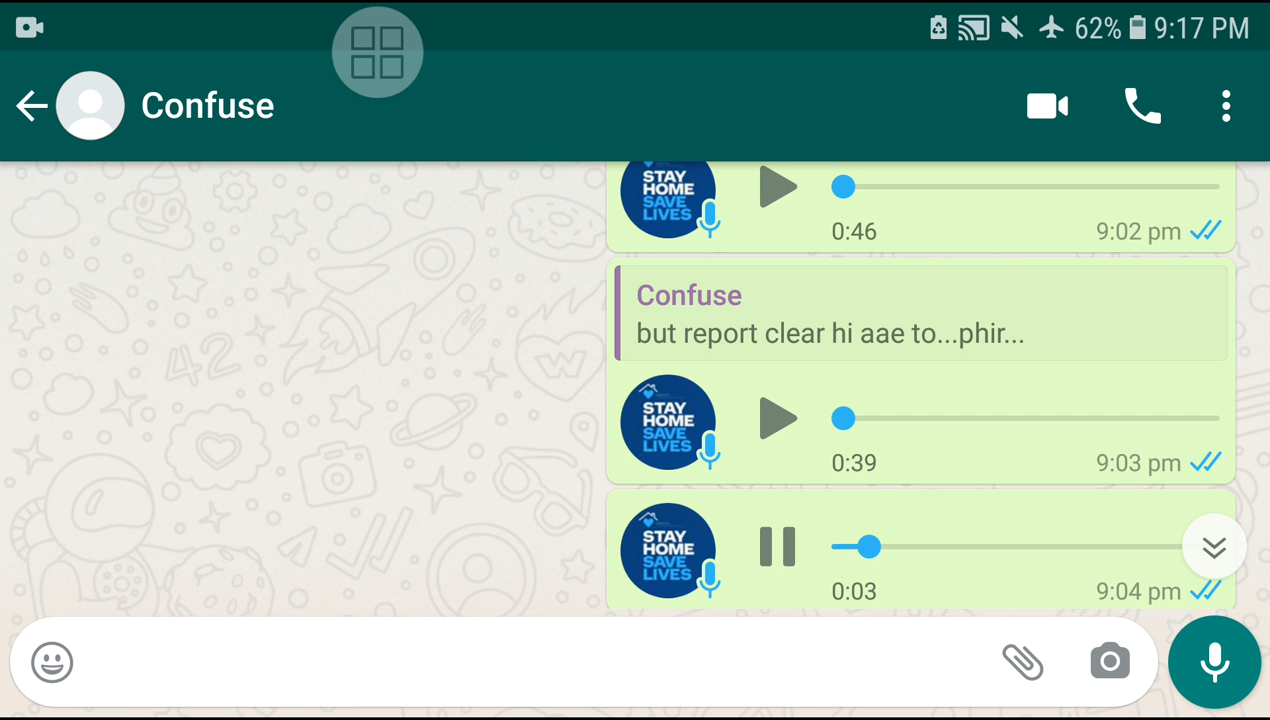 62% 9:17 PM
Confuse
STAY
HOME
SAVE
LIVES
0:46 9:02 pm
Confuse
but report clear hi aae to...phir...
STAY
HOME
SAVE
LIVES
0:39 9:03 pm
STAY
HOME
SAVE
LIVES
0:03 9:04 pm
42
W